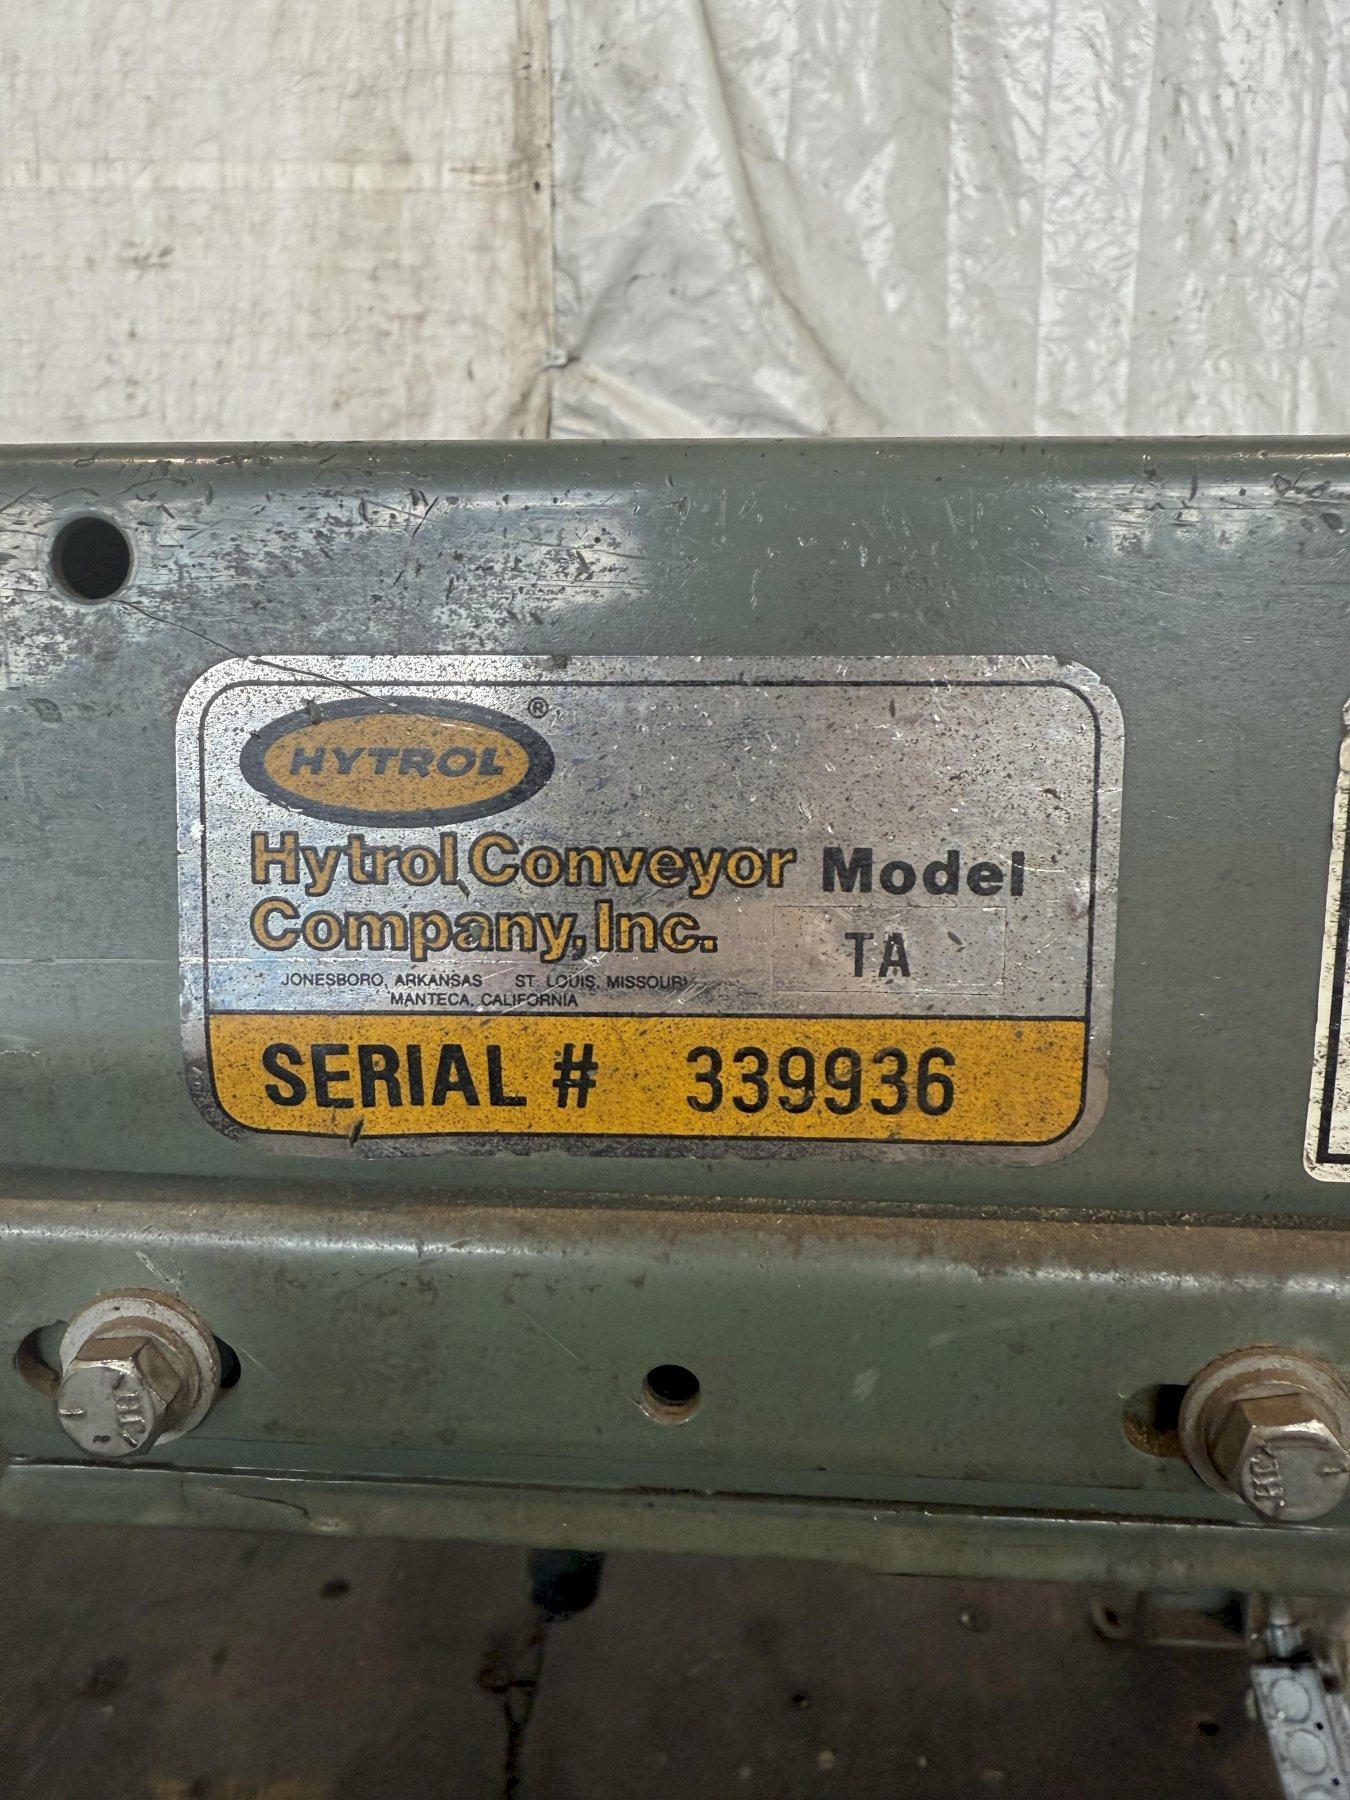 HYTROL ®
Hytrol Conveyor
Company, Inc.
JONESBORO, ARKANSAS ST. LOUIS, MISSOURI
MANTECA, CALIFORNIA
Model
TA
SERIAL # 339936